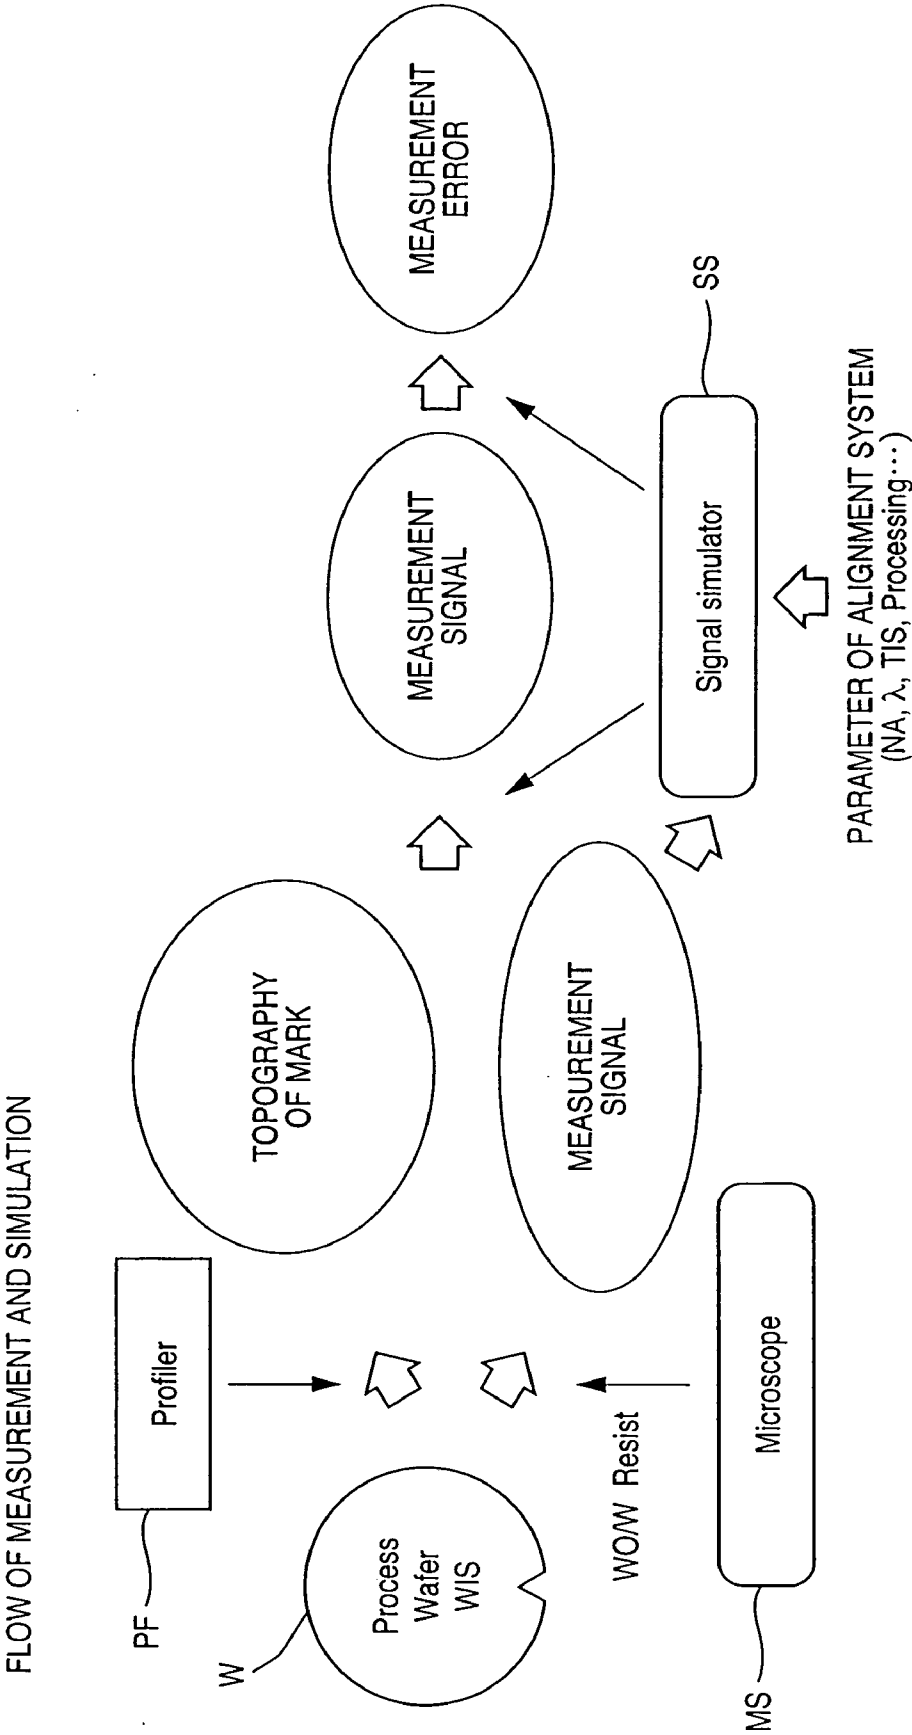 FLOW OF MEASUREMENT AND SIMULATION
PF
Profiler
W
Process
Wafer
WIS
WO/W Resist
MS
Microscope
TOPOGRAPHY
OF MARK
MEASUREMENT
SIGNAL
MEASUREMENT
SIGNAL
MEASUREMENT
ERROR
Signal simulator
SS
PARAMETER OF ALIGNMENT SYSTEM
(NA, λ, TIS, Processing⋯)